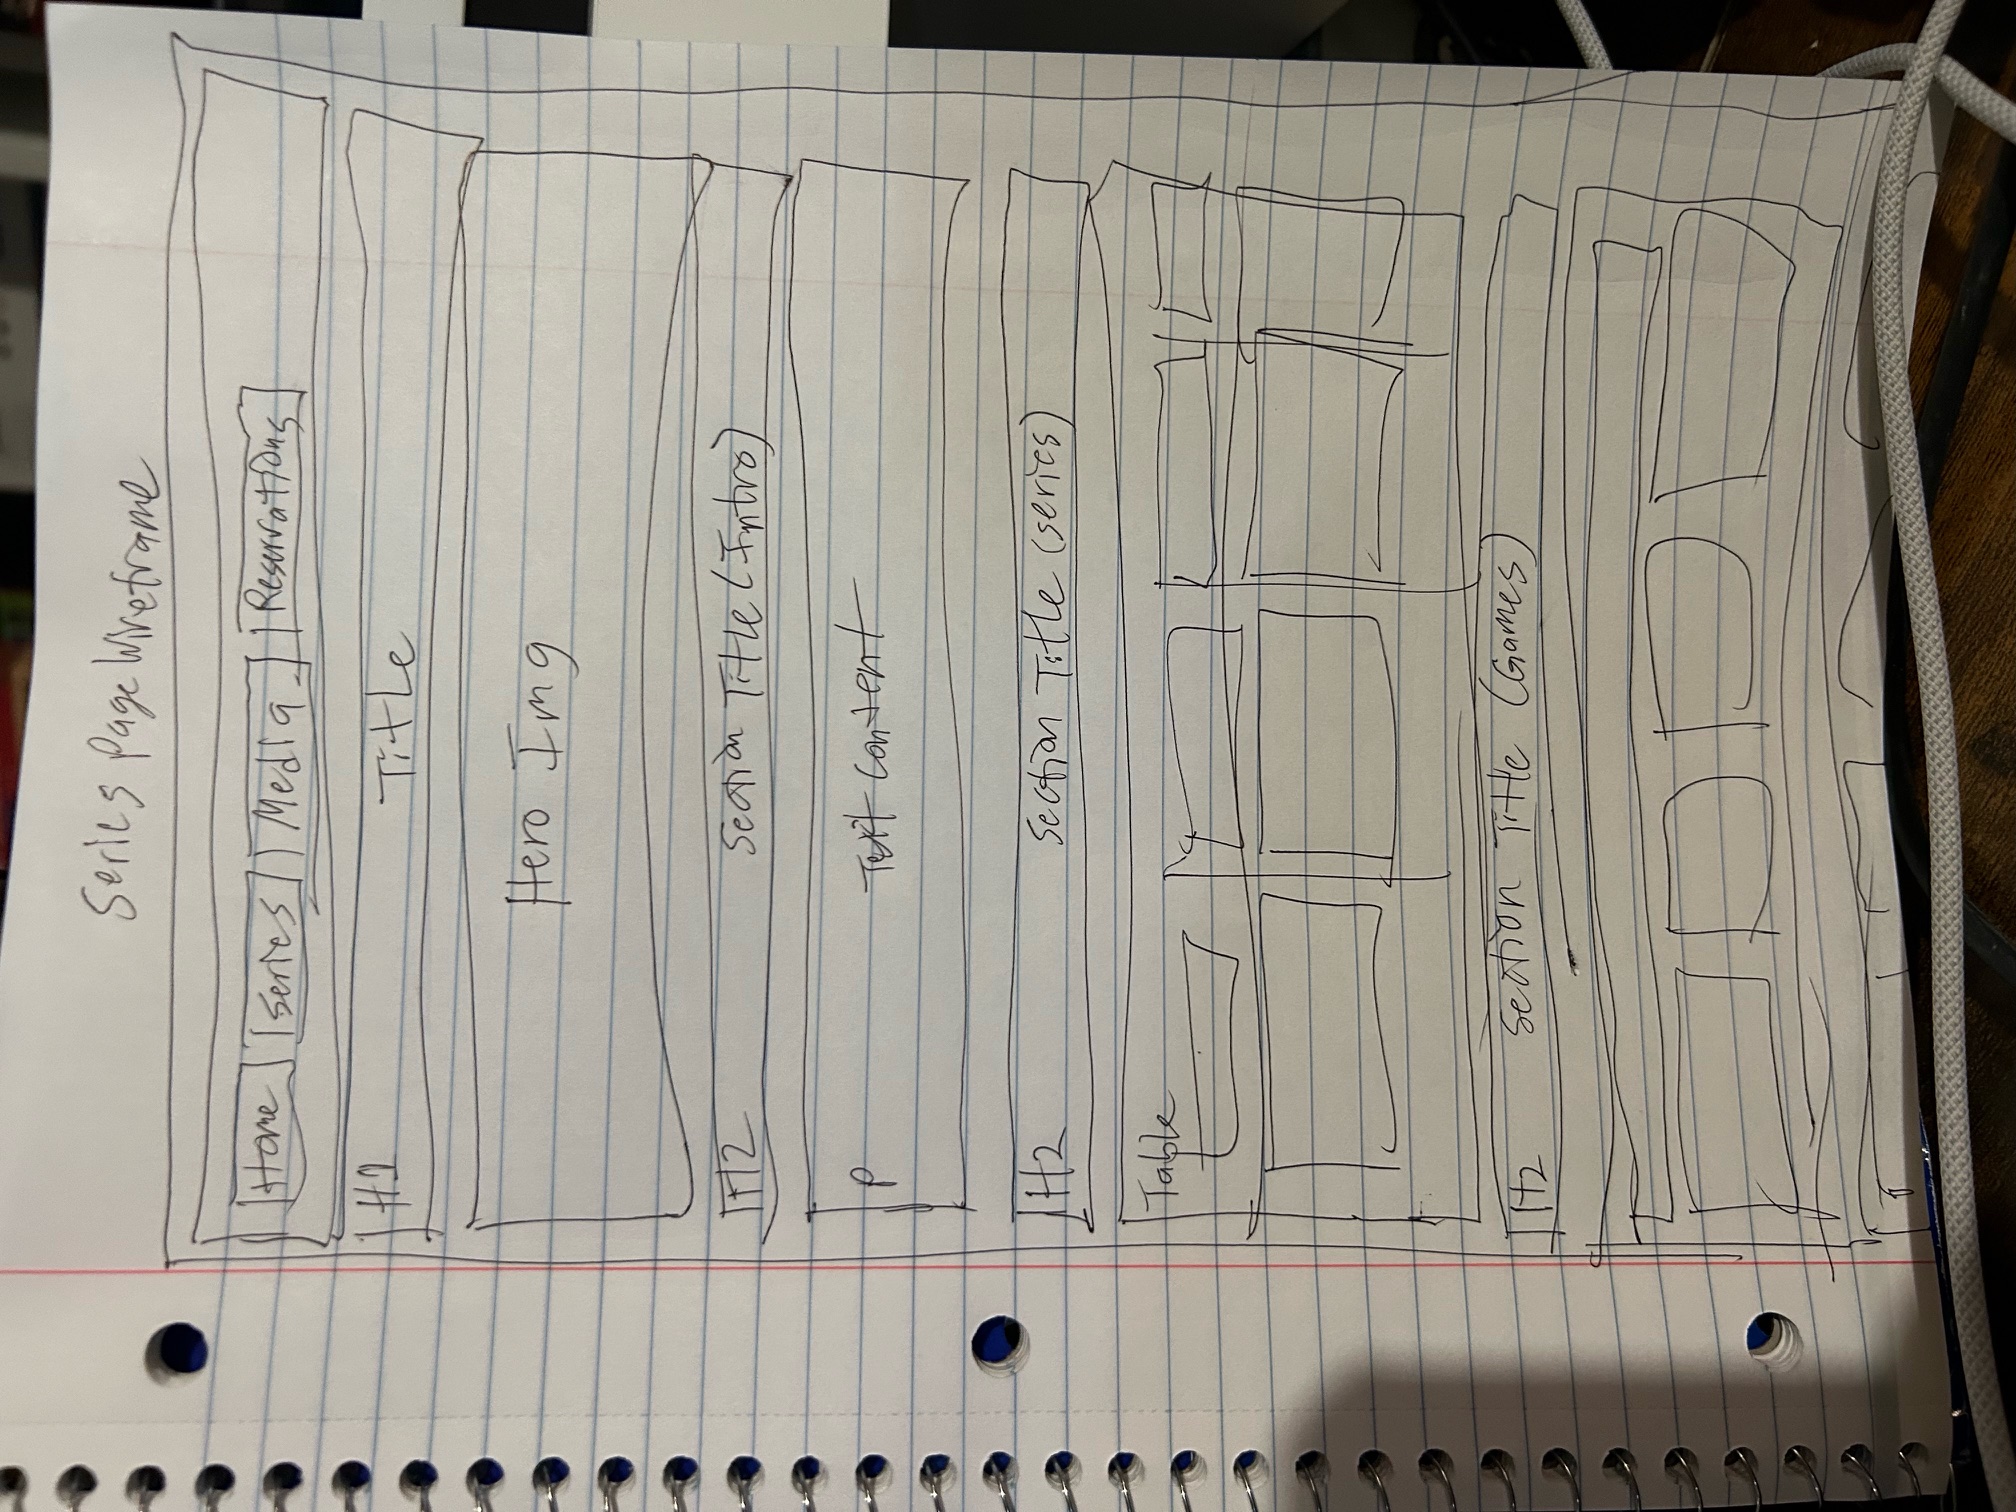 Series Page Wireframe
Home Series Media Reservations
H1 Title
Hero Img
H2 Section Title (Intro)
P Text Content
H2 Section Title (series)
Table
H2 Section Title (Games)